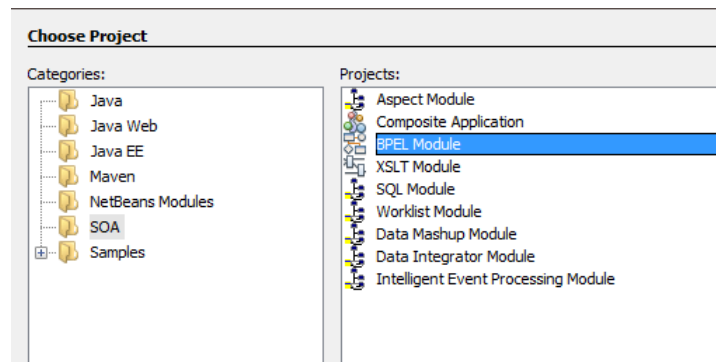 Choose Project
Categories:
Java
Java Web
Java EE
Maven
NetBeans Modules
SOA
Samples
Projects:
Aspect Module
Composite Application
BPEL Module
XSLT Module
SQL Module
Worklist Module
Data Mashup Module
Data Integrator Module
Intelligent Event Processing Module